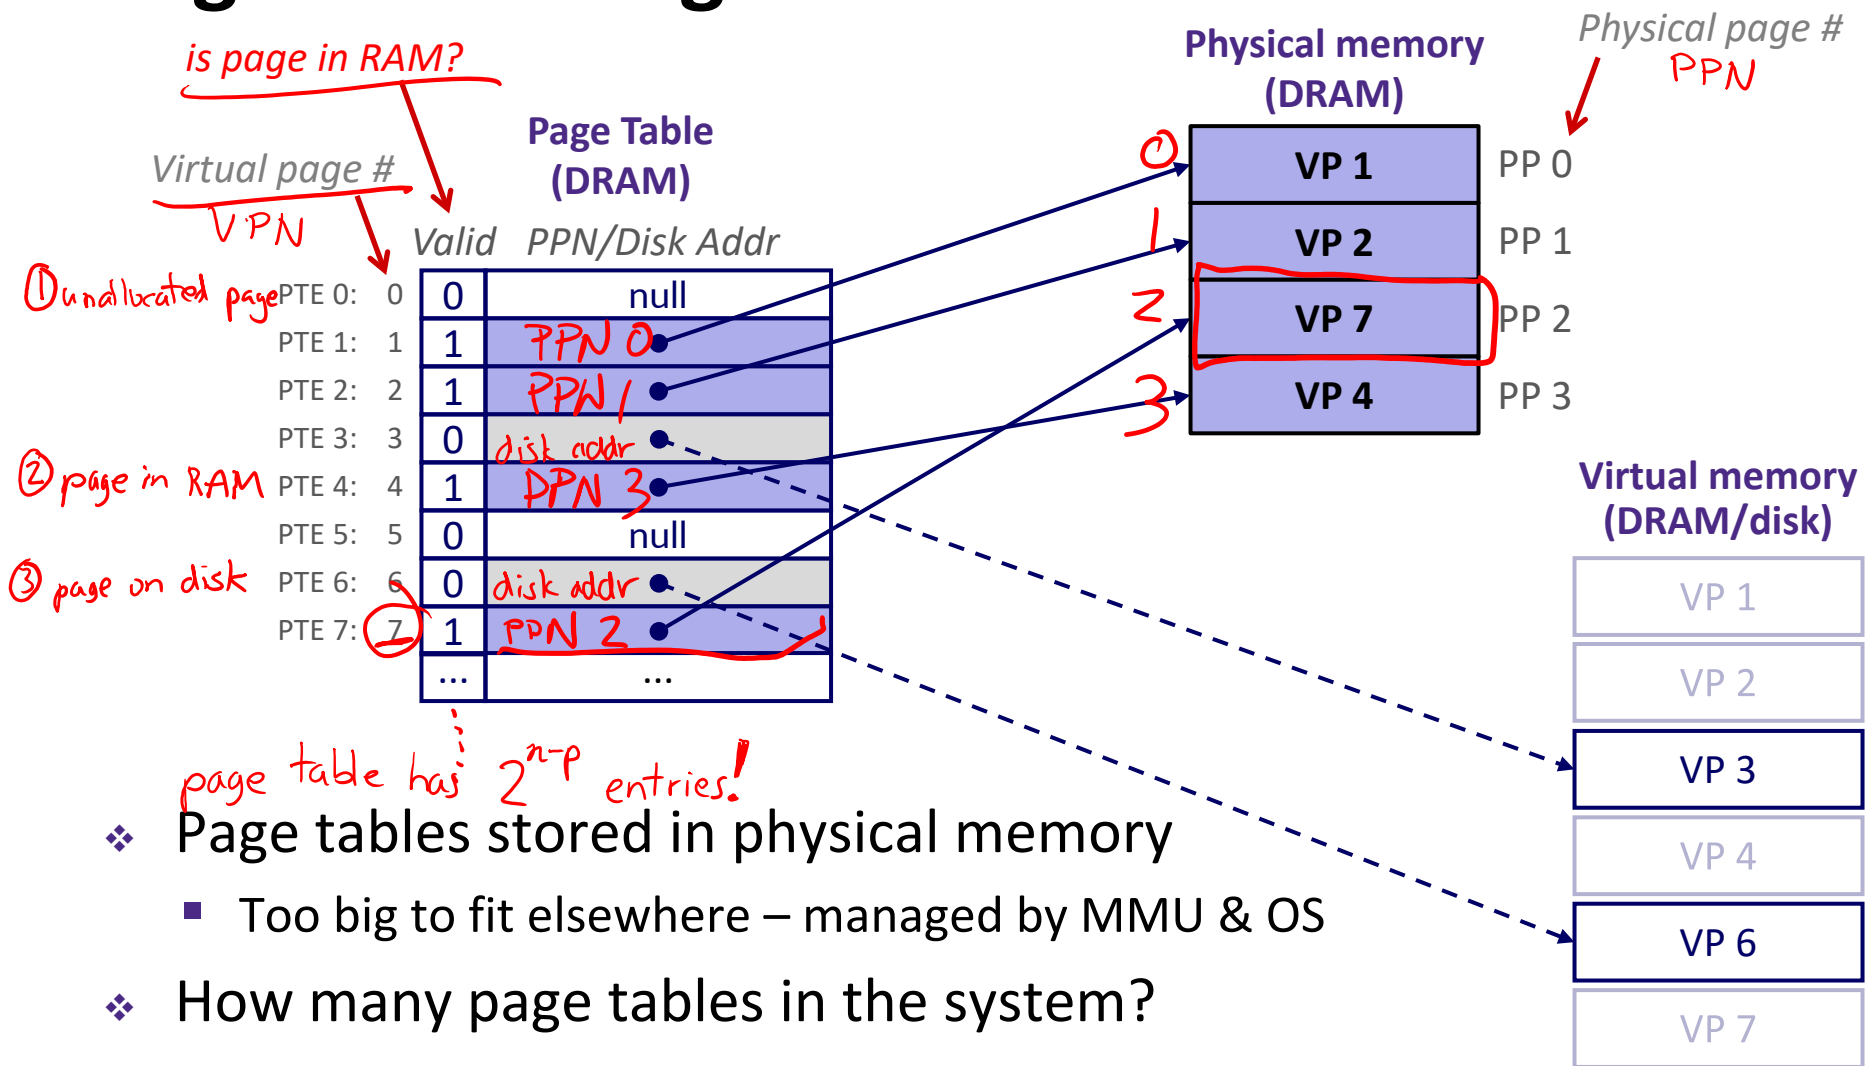 is page in RAM?
Physical memory
(DRAM)
Physical page #
PPN
Page Table
(DRAM)
Virtual page #
VPN
Valid PPN/Disk Addr
① unallocated page PTE 0: 0 0 null
PTE 1: 1 1 PPN 0
PTE 2: 2 1 PPN 1
PTE 3: 3 0 disk addr
② page in RAM PTE 4: 4 1 PPN 3
PTE 5: 5 0 null
③ page on disk PTE 6: 6 0 disk addr
PTE 7: 7 1 PPN 2
... ...
0 VP 1 PP 0
1 VP 2 PP 1
2 VP 7 PP 2
3 VP 4 PP 3
Virtual memory
(DRAM/disk)
VP 1
VP 2
VP 3
VP 4
VP 6
VP 7
page table has 2^(n-p) entries!
❖ Page tables stored in physical memory
▪ Too big to fit elsewhere – managed by MMU & OS
❖ How many page tables in the system?